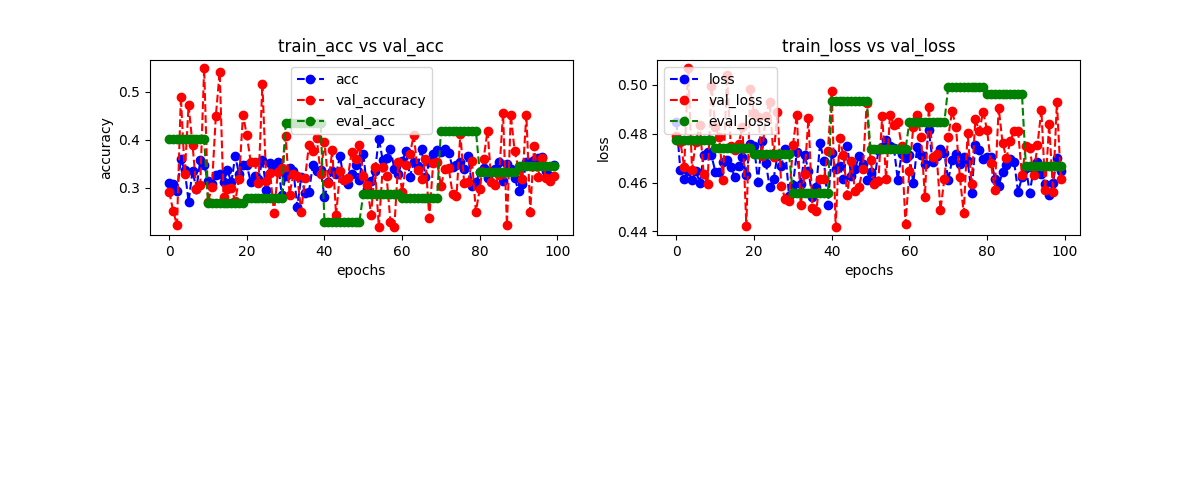 train_acc vs val_acc
accuracy
0.5
0.4
0.3
acc
val_accuracy
eval_acc
0 20 40 60 80 100
epochs
train_loss vs val_loss
loss
0.50
0.48
0.46
0.44
loss
val_loss
eval_loss
0 20 40 60 80 100
epochs